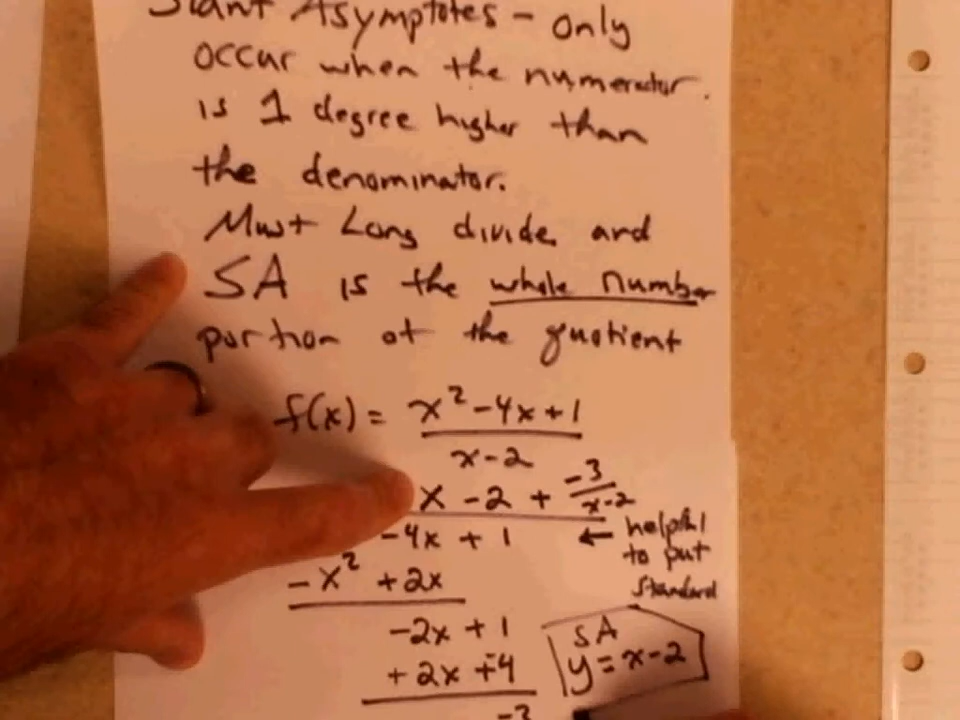 Slant Asymptotes - only
occur when the numerator
is 1 degree higher than
the denominator.
Must Long divide and
SA is the whole number
portion of the quotient
f(x) = x² - 4x + 1
x - 2
x - 2 + -3
x-2
- 4x + 1 ← helpful
to put
- x² + 2x
standard
- 2x + 1
SA
+ 2x + -4
y = x - 2
-3